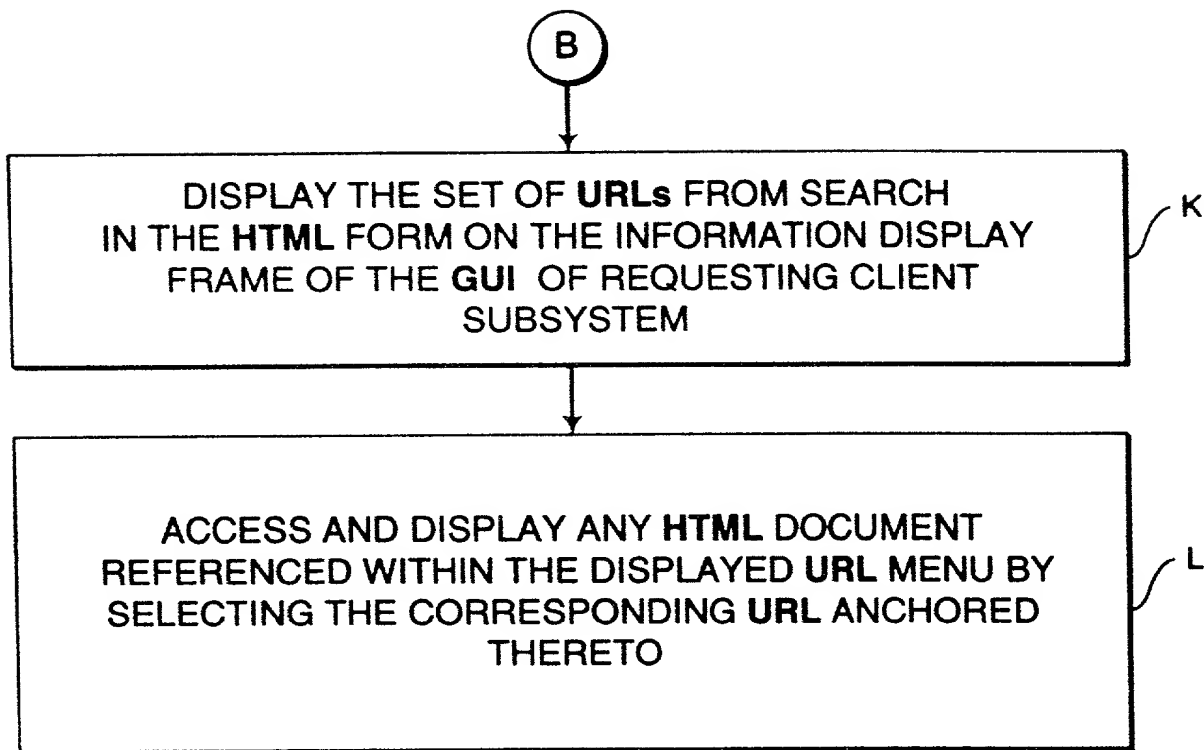 B
DISPLAY THE SET OF URLs FROM SEARCH
IN THE HTML FORM ON THE INFORMATION DISPLAY
FRAME OF THE GUI OF REQUESTING CLIENT
SUBSYSTEM
K
ACCESS AND DISPLAY ANY HTML DOCUMENT
REFERENCED WITHIN THE DISPLAYED URL MENU BY
SELECTING THE CORRESPONDING URL ANCHORED
THERETO
L